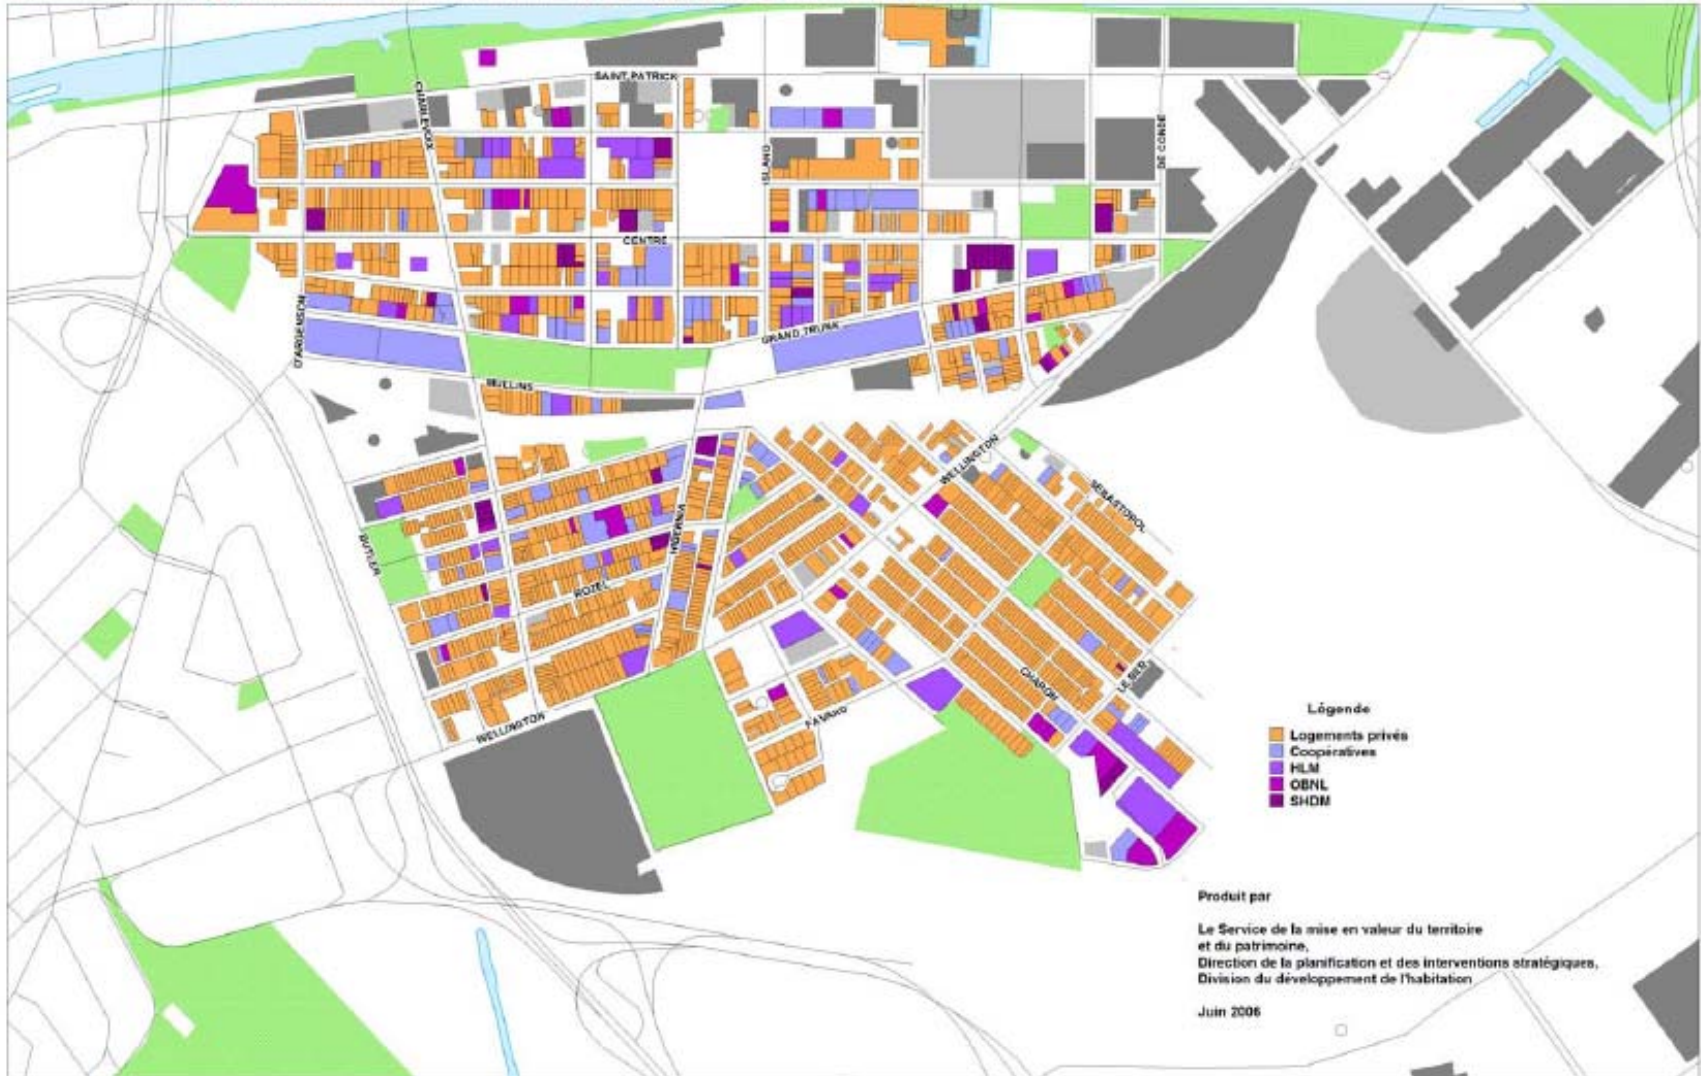 SAINT PATRICK
CHARLEVOIX
ISLAND
BONOC DE
CENTRE
D'ARGENSON
GRAND TRUNK
MULLINS
WELLINGTON
SEBASTOPOL
HIBERNIA
BUTLER
ROZEL
CHARON
LE BER
FAVARD
WELLINGTON
Légende
Logements privés
Coopératives
HLM
OBNL
SHDM
Produit par
Le Service de la mise en valeur du territoire
et du patrimoine,
Direction de la planification et des interventions stratégiques,
Division du développement de l'habitation
Juin 2006